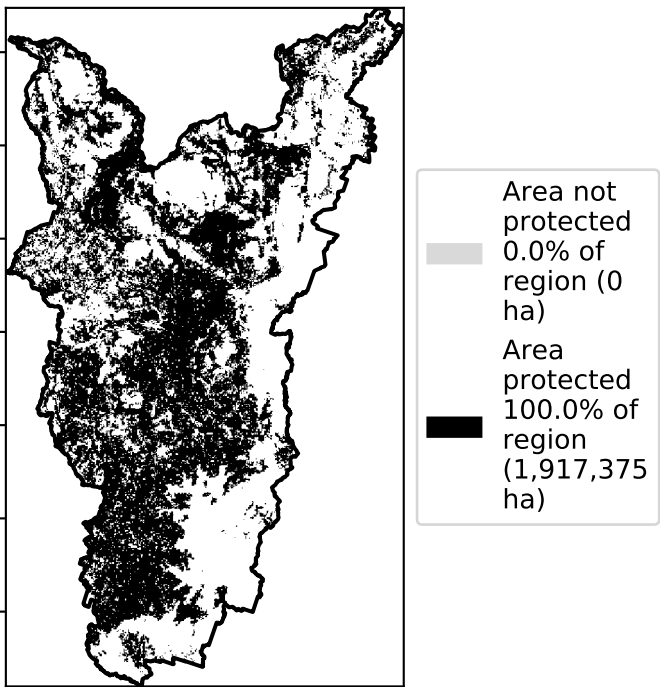 Area not
protected
0.0% of
region (0
ha)
Area
protected
100.0% of
region
(1,917,375
ha)